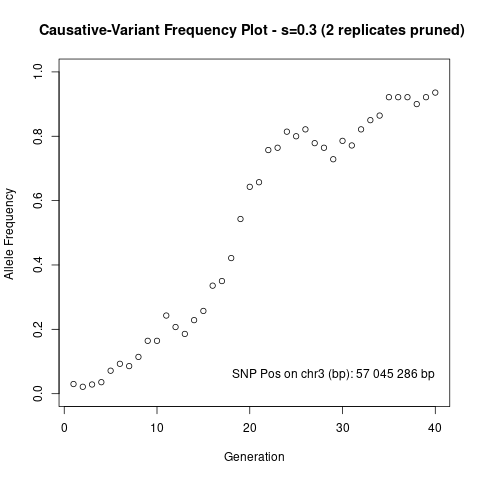 Causative-Variant Frequency Plot - s=0.3 (2 replicates pruned)
1.0
0.8
0.6
0.4
0.2
0.0
Allele Frequency
SNP Pos on chr3 (bp): 57 045 286 bp
0 10 20 30 40
Generation